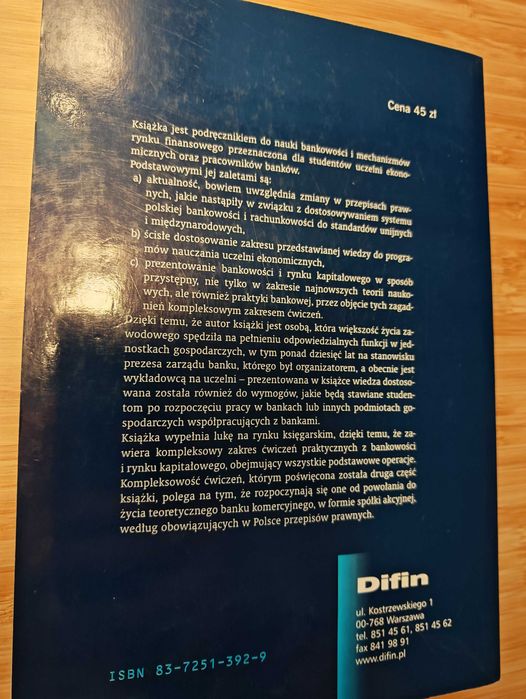 Cena 45 zł
Książka jest podręcznikiem do nauki bankowości i mechanizmów
rynku finansowego przeznaczona dla studentów uczelni ekono-
micznych oraz pracowników banków.
Podstawowymi jej zaletami są:
a) aktualność, bowiem uwzględnia zmiany w przepisach praw-
nych, jakie nastąpiły w związku z dostosowywaniem systemu
polskiej bankowości i rachunkowości do standardów unijnych
i międzynarodowych,
b) ścisłe dostosowanie zakresu przedstawianej wiedzy do progra-
mów nauczania uczelni ekonomicznych,
c) prezentowanie bankowości i rynku kapitałowego w sposób
przystępny, nie tylko w zakresie najnowszych teorii nauko-
wych, ale również praktyki bankowej, przez objęcie tych zagad-
nień kompleksowym zakresem ćwiczeń.
Dzięki temu, że autor książki jest osobą, która większość życia za-
wodowego spędziła na pełnieniu odpowiedzialnych funkcji w jed-
nostkach gospodarczych, w tym ponad dziesięć lat na stanowisku
prezesa zarządu banku, którego był organizatorem, a obecnie jest
wykładowcą na uczelni – prezentowana w książce wiedza dostoso-
wana została również do wymogów, jakie będą stawiane studen-
tom po rozpoczęciu pracy w bankach lub innych podmiotach go-
spodarczych współpracujących z bankami.
Książka wypełnia lukę na rynku księgarskim, dzięki temu, że za-
wiera kompleksowy zakres ćwiczeń praktycznych z bankowości
i rynku kapitałowego, obejmujący wszystkie podstawowe operacje.
Kompleksowość ćwiczeń, którym poświęcona została druga część
książki, polega na tym, że rozpoczynają się one od powołania do
życia teoretycznego banku komercyjnego, w formie spółki akcyjnej,
według obowiązujących w Polsce przepisów prawnych.
Difin
ul. Kostrzewskiego 1
00-768 Warszawa
tel. 851 45 61, 851 45 62
fax 841 98 91
www.difin.pl
ISBN 83-7251-392-9